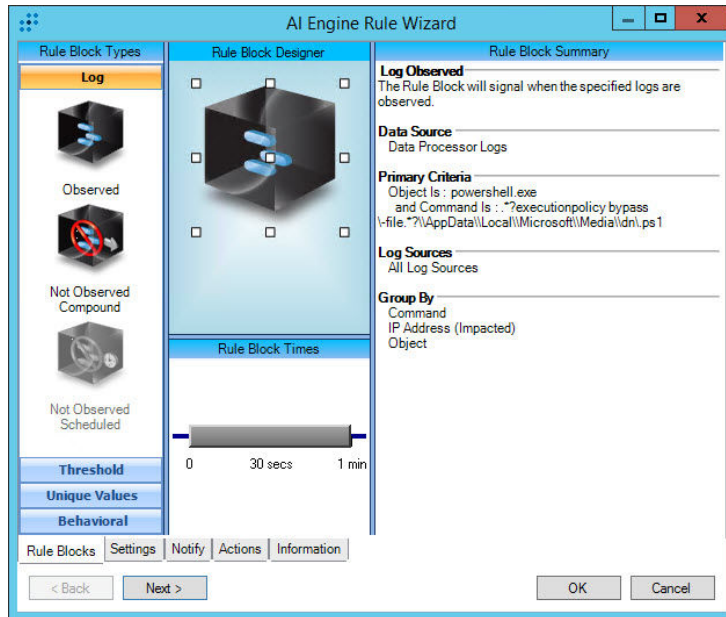 AI Engine Rule Wizard
Rule Block Types
Log
Observed
Not Observed
Compound
Not Observed
Scheduled
Threshold
Unique Values
Behavioral
Rule Block Designer
Rule Block Times
0 30 secs 1 min
Rule Block Summary
Log Observed
The Rule Block will signal when the specified logs are
observed.
Data Source
Data Processor Logs
Primary Criteria
Object Is : powershell.exe
and Command Is : .*?executionpolicy bypass
\-file.*?\\AppData\\Local\\Microsoft\\Media\\dn\.ps1
Log Sources
All Log Sources
Group By
Command
IP Address (Impacted)
Object
Rule Blocks Settings Notify Actions Information
< Back Next > OK Cancel